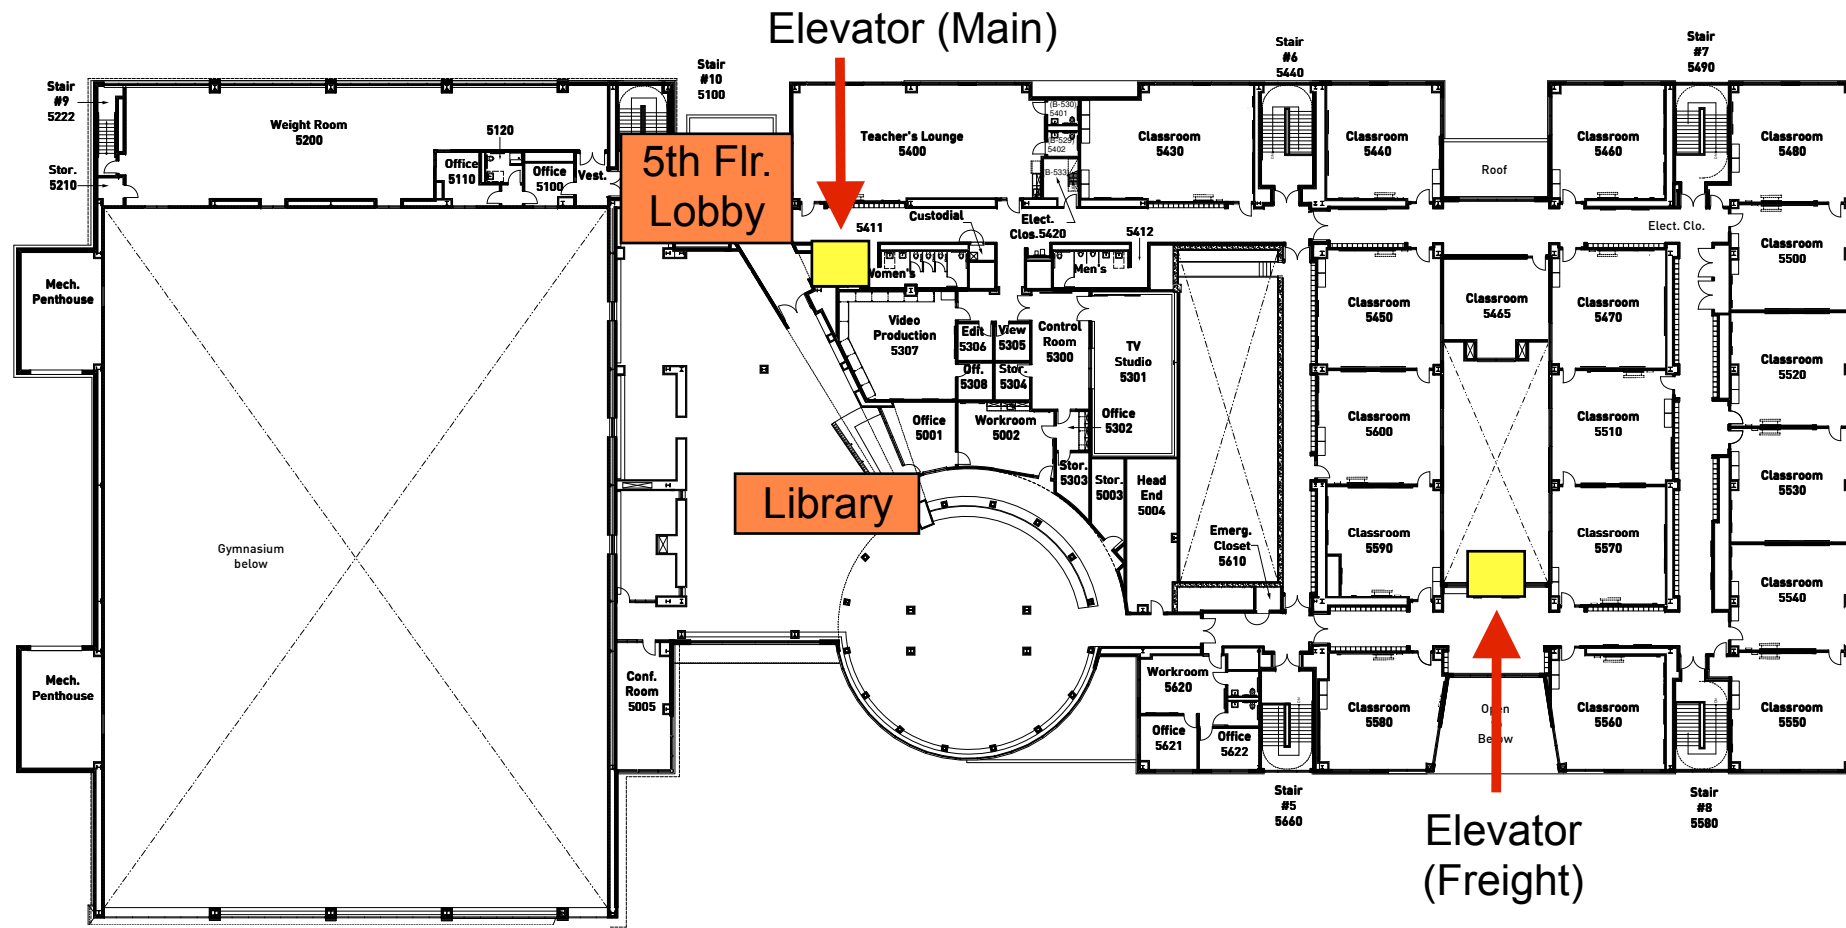 Elevator (Main)
Stair
#9
5222
Stair
#10
5100
Stair
#6
5440
Stair
#7
5490
Weight Room
5200
5120
Office
5110
Office
5100
Vest.
Stor.
5210
5th Flr.
Lobby
Teacher's Lounge
5400
(B-530)
5401
(B-529)
5402
(B-533)
Classroom
5430
Classroom
5440
Roof
Classroom
5460
Classroom
5480
5411
Custodial
Elect.
Clos.
5420
5412
Elect. Clo.
Women's
Men's
Mech.
Penthouse
Video
Production
5307
Edit
5306
View
5305
Off.
5308
Stor.
5304
Control
Room
5300
TV
Studio
5301
Office
5302
Classroom
5450
Classroom
5465
Classroom
5470
Classroom
5500
Classroom
5520
Office
5001
Workroom
5002
Classroom
5600
Classroom
5510
Library
Stor.
5303
Stor.
5003
Head
End
5004
Classroom
5530
Gymnasium
below
Emerg.
Closet
5610
Classroom
5590
Classroom
5570
Classroom
5540
Mech.
Penthouse
Conf.
Room
5005
Workroom
5620
Office
5621
Office
5622
Classroom
5580
Open
Below
Classroom
5560
Classroom
5550
Stair
#5
5660
Stair
#8
5580
Elevator
(Freight)